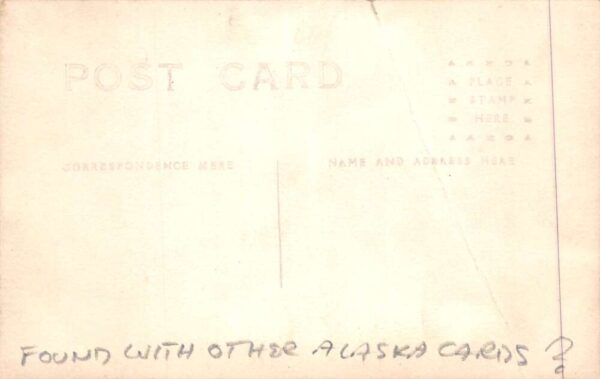 POST CARD
PLACE
STAMP
HERE
CORRESPONDENCE HERE
NAME AND ADDRESS HERE
FOUND WITH OTHER ALASKA CARDS ?